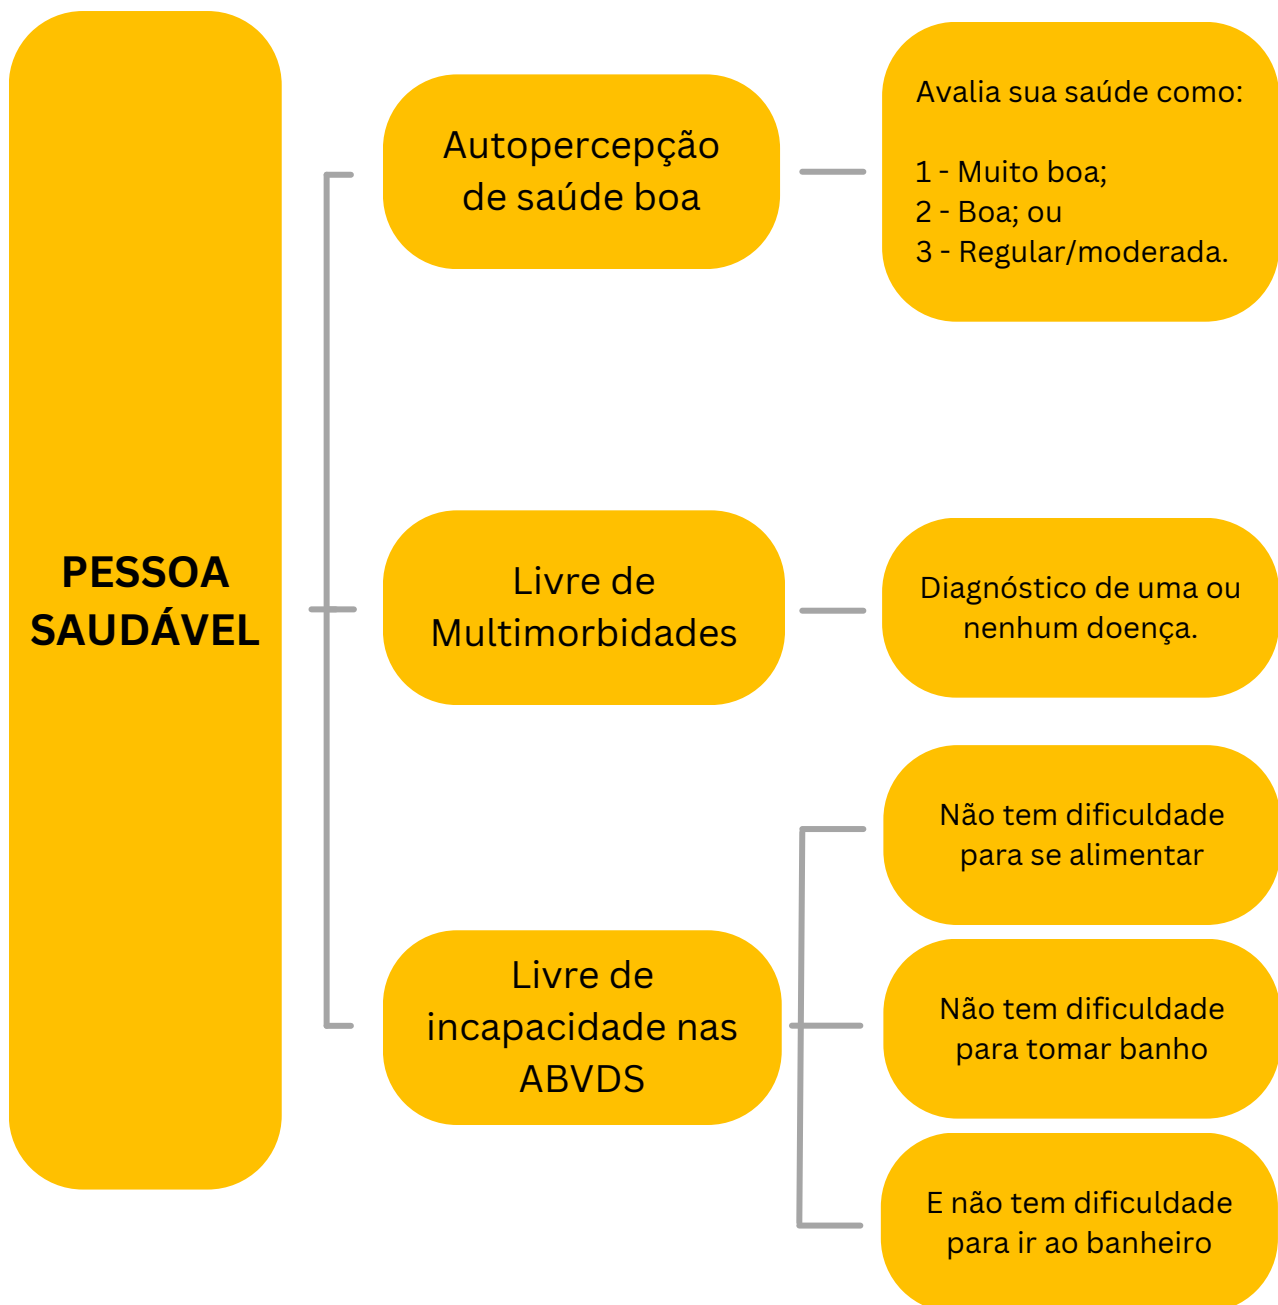 PESSOA
SAUDÁVEL
Autopercepção
de saúde boa
Avalia sua saúde como:
1 - Muito boa;
2 - Boa; ou
3 - Regular/moderada.
Livre de
Multimorbidades
Diagnóstico de uma ou
nenhum doença.
Livre de
incapacidade nas
ABVDS
Não tem dificuldade
para se alimentar
Não tem dificuldade
para tomar banho
E não tem dificuldade
para ir ao banheiro